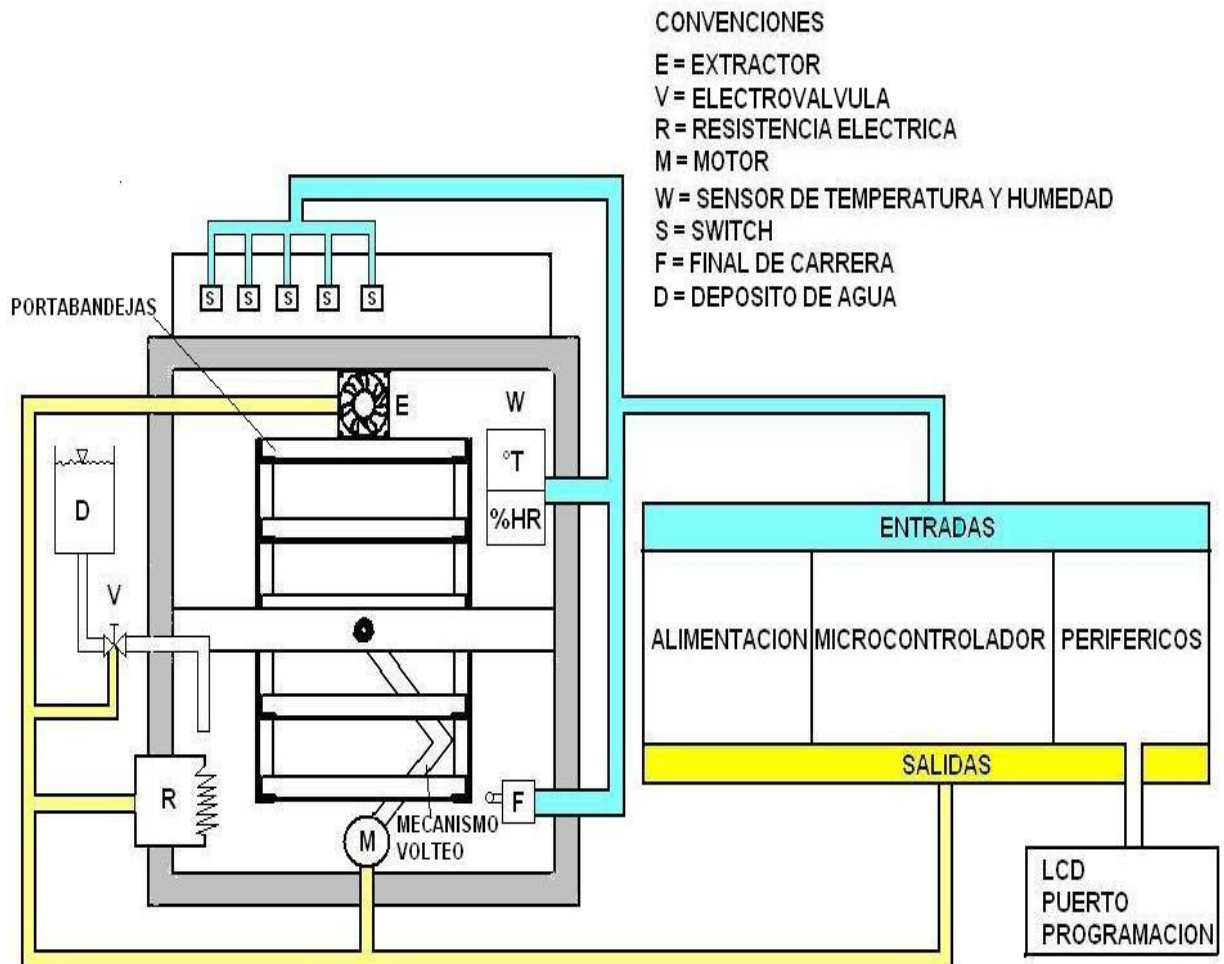 CONVENCIONES
E = EXTRACTOR
V = ELECTROVALVULA
R = RESISTENCIA ELECTRICA
M = MOTOR
W = SENSOR DE TEMPERATURA Y HUMEDAD
S = SWITCH
F = FINAL DE CARRERA
D = DEPOSITO DE AGUA
S S S S S
PORTABANDEJAS
E
W
°T
%HR
D
V
R
F
M
MECANISMO
VOLTEO
ENTRADAS
ALIMENTACION
MICROCONTROLADOR
PERIFERICOS
SALIDAS
LCD
PUERTO
PROGRAMACION